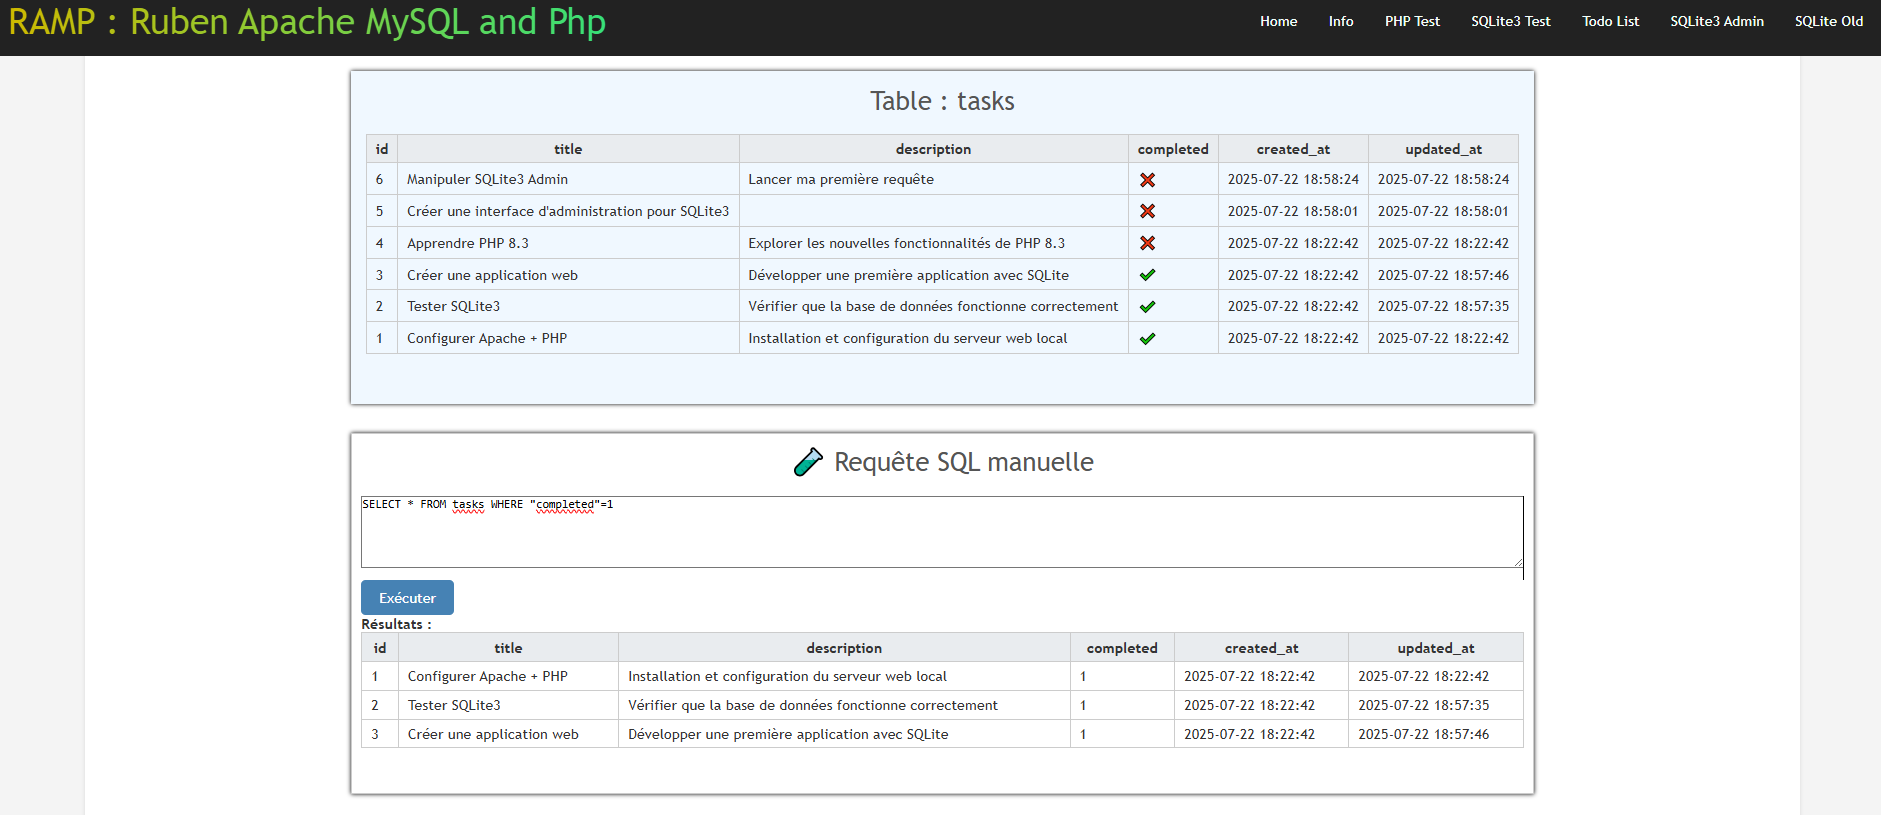 RAMP : Ruben Apache MySQL and Php
Home Info PHP Test SQLite3 Test Todo List SQLite3 Admin SQLite Old
Table : tasks
id title description completed created_at updated_at
6 Manipuler SQLite3 Admin Lancer ma première requête 2025-07-22 18:58:24 2025-07-22 18:58:24
5 Créer une interface d'administration pour SQLite3 2025-07-22 18:58:01 2025-07-22 18:58:01
4 Apprendre PHP 8.3 Explorer les nouvelles fonctionnalités de PHP 8.3 2025-07-22 18:22:42 2025-07-22 18:22:42
3 Créer une application web Développer une première application avec SQLite 2025-07-22 18:22:42 2025-07-22 18:57:46
2 Tester SQLite3 Vérifier que la base de données fonctionne correctement 2025-07-22 18:22:42 2025-07-22 18:57:35
1 Configurer Apache + PHP Installation et configuration du serveur web local 2025-07-22 18:22:42 2025-07-22 18:22:42
Requête SQL manuelle
SELECT * FROM tasks WHERE "completed"=1
Exécuter
Résultats :
id title description completed created_at updated_at
1 Configurer Apache + PHP Installation et configuration du serveur web local 1 2025-07-22 18:22:42 2025-07-22 18:22:42
2 Tester SQLite3 Vérifier que la base de données fonctionne correctement 1 2025-07-22 18:22:42 2025-07-22 18:57:35
3 Créer une application web Développer une première application avec SQLite 1 2025-07-22 18:22:42 2025-07-22 18:57:46